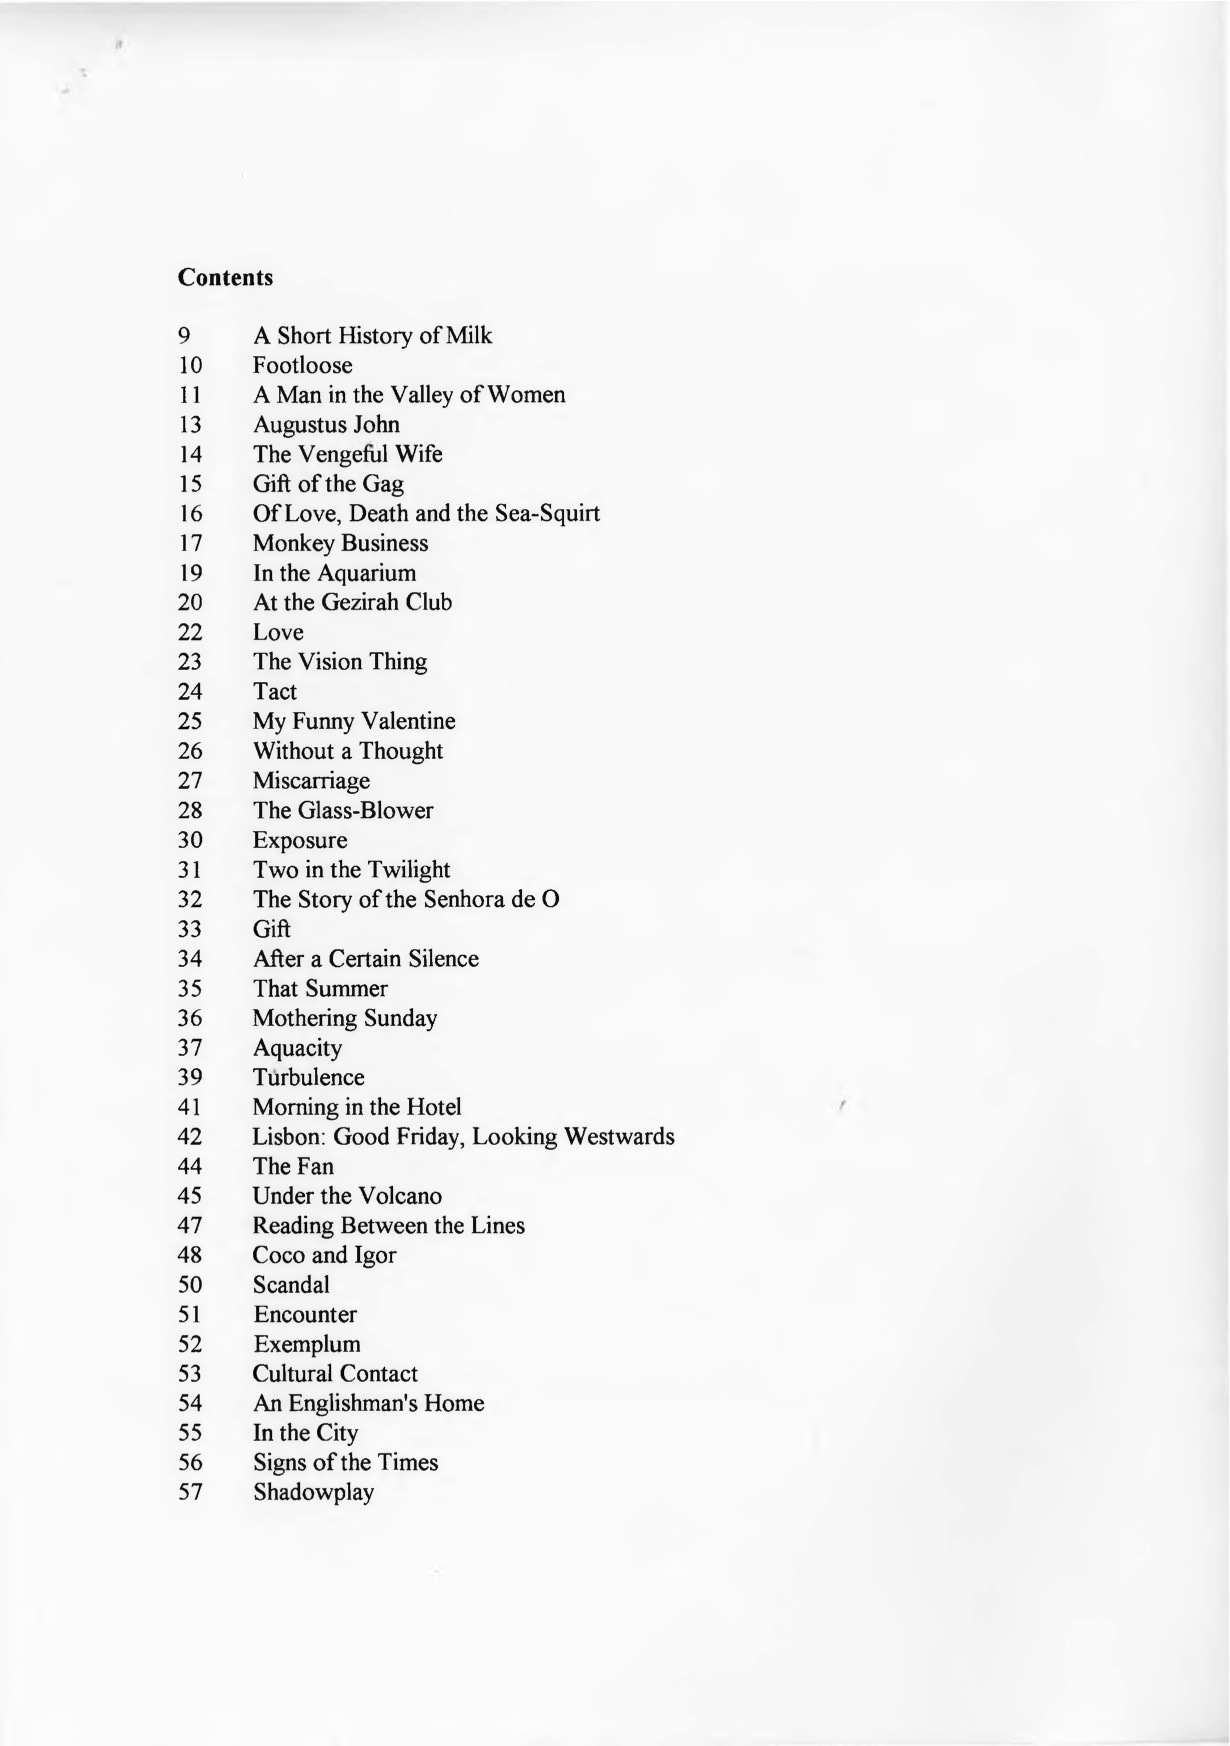 Contents
9 A Short History of Milk
10 Footloose
11 A Man in the Valley of Women
13 Augustus John
14 The Vengeful Wife
15 Gift of the Gag
16 Of Love, Death and the Sea-Squirt
17 Monkey Business
19 In the Aquarium
20 At the Gezirah Club
22 Love
23 The Vision Thing
24 Tact
25 My Funny Valentine
26 Without a Thought
27 Miscarriage
28 The Glass-Blower
30 Exposure
31 Two in the Twilight
32 The Story of the Senhora de O
33 Gift
34 After a Certain Silence
35 That Summer
36 Mothering Sunday
37 Aquacity
39 Turbulence
41 Morning in the Hotel
42 Lisbon: Good Friday, Looking Westwards
44 The Fan
45 Under the Volcano
47 Reading Between the Lines
48 Coco and Igor
50 Scandal
51 Encounter
52 Exemplum
53 Cultural Contact
54 An Englishman's Home
55 In the City
56 Signs of the Times
57 Shadowplay